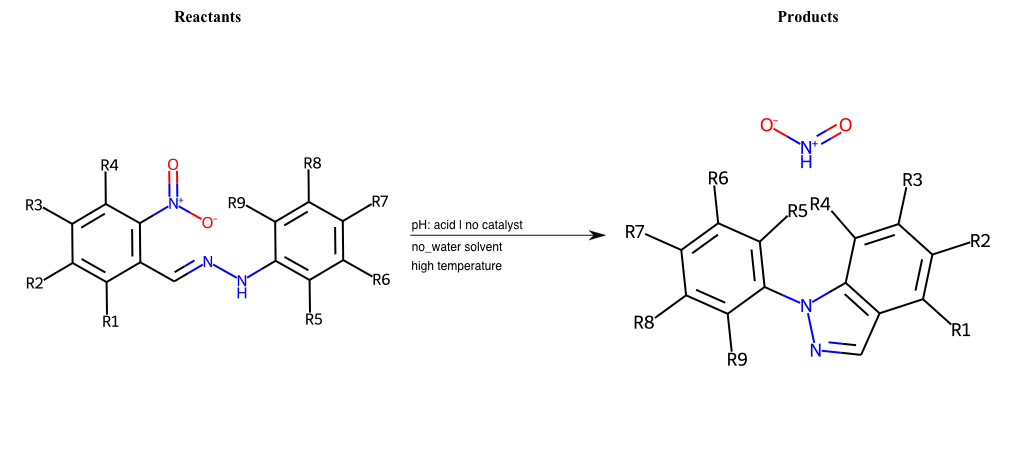 Reactants
Products
O⁻
O
N⁺
H
R4
O
R8
R3
N⁺
O⁻
R9
R7
R2
N
N
H
R6
R1
R5
pH: acid | no catalyst
no_water solvent
high temperature
R6
R3
R5
R4
R7
R2
R8
N
R1
N
R9